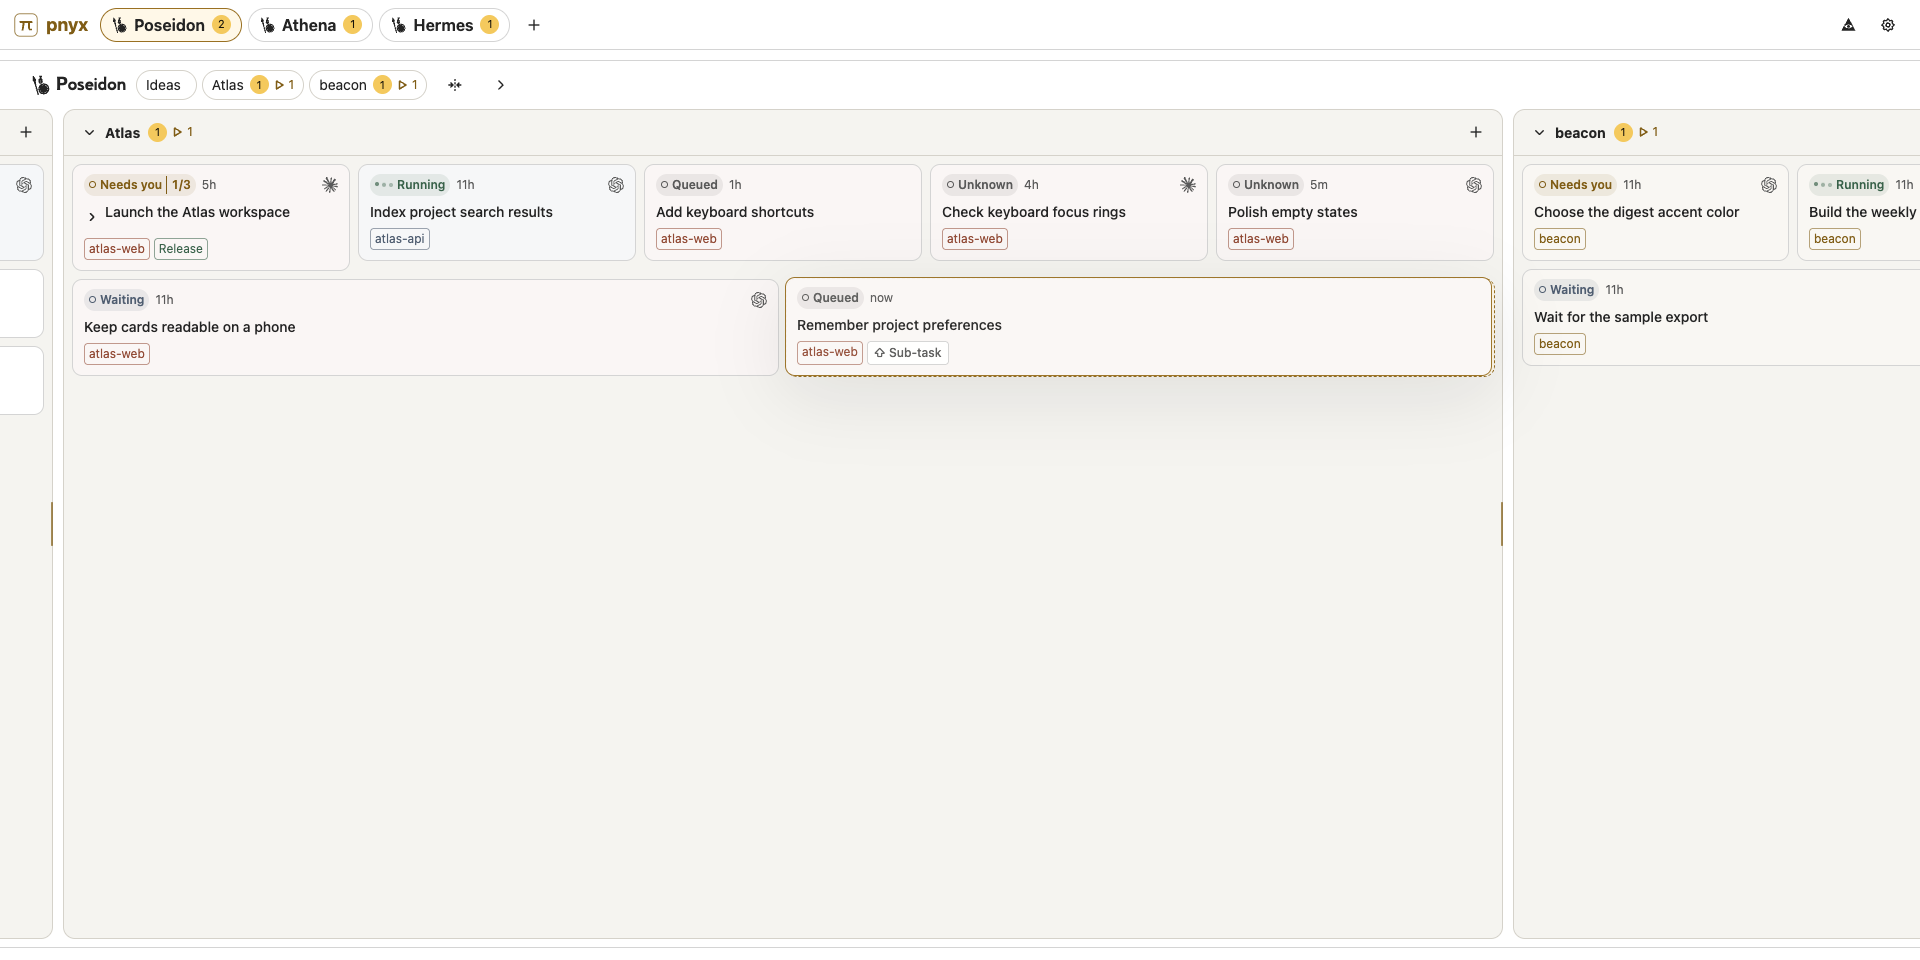 π pnyx Poseidon 2 Athena 1 Hermes 1 +
Poseidon Ideas Atlas 1 1 beacon 1 1
Atlas 1 1
Needs you 1/3 5h
Launch the Atlas workspace
atlas-web Release
Running 11h
Index project search results
atlas-api
Queued 1h
Add keyboard shortcuts
atlas-web
Unknown 4h
Check keyboard focus rings
atlas-web
Unknown 5m
Polish empty states
atlas-web
Waiting 11h
Keep cards readable on a phone
atlas-web
Queued now
Remember project preferences
atlas-web Sub-task
beacon 1 1
Needs you 11h
Choose the digest accent color
beacon
Running 11h
Build the weekly
beacon
Waiting 11h
Wait for the sample export
beacon